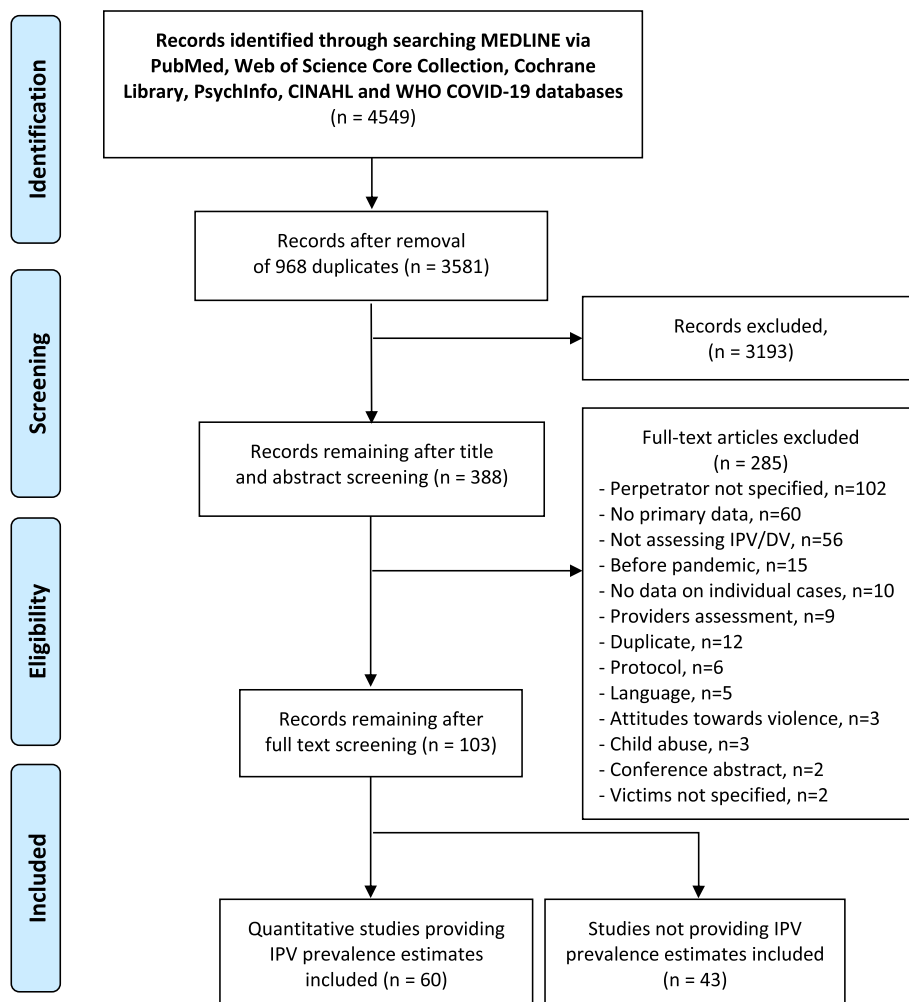 Identification
Records identified through searching MEDLINE via
PubMed, Web of Science Core Collection, Cochrane
Library, PsychInfo, CINAHL and WHO COVID-19 databases
(n = 4549)
Records after removal
of 968 duplicates (n = 3581)
Screening
Records excluded,
(n = 3193)
Records remaining after title
and abstract screening (n = 388)
Full-text articles excluded
(n = 285)
- Perpetrator not specified, n=102
- No primary data, n=60
- Not assessing IPV/DV, n=56
- Before pandemic, n=15
- No data on individual cases, n=10
- Providers assessment, n=9
- Duplicate, n=12
- Protocol, n=6
- Language, n=5
- Attitudes towards violence, n=3
- Child abuse, n=3
- Conference abstract, n=2
- Victims not specified, n=2
Eligibility
Records remaining after
full text screening (n = 103)
Included
Quantitative studies providing
IPV prevalence estimates
included (n = 60)
Studies not providing IPV
prevalence estimates included
(n = 43)